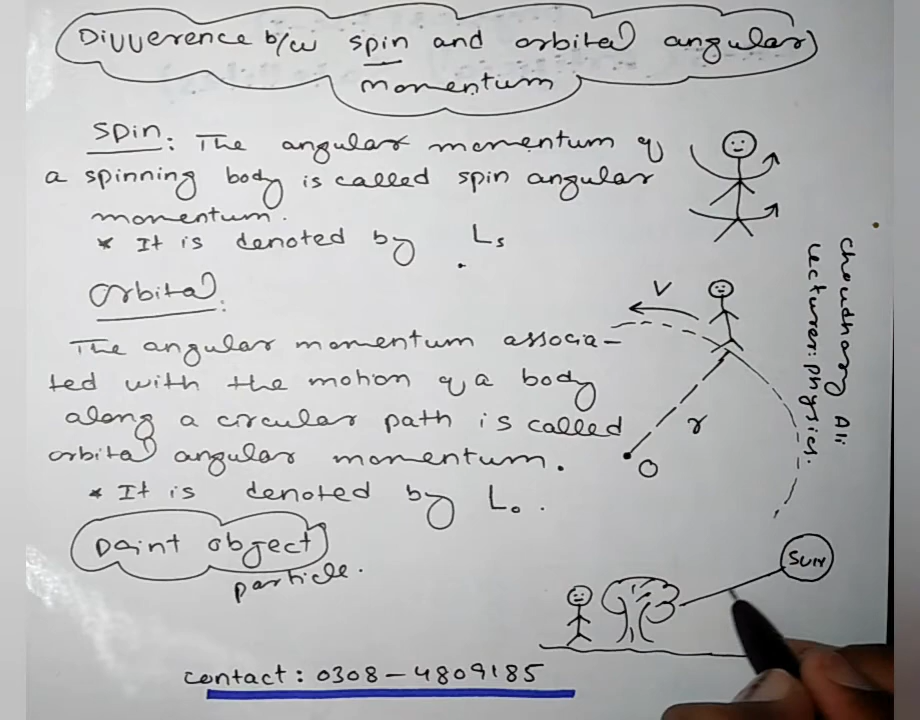 Difference b/w spin and orbital angular
momentum
Spin: The angular momentum of
a spinning body is called spin angular
momentum.
* It is denoted by Ls
Orbital:
The angular momentum associa-
ted with the motion of a body
along a circular path is called
orbital angular momentum.
* It is denoted by Lo.
Point object
particle.
contact: 0308-4809185
V
r
O
Sun
Choudhary Ali
Lecturer: physics.